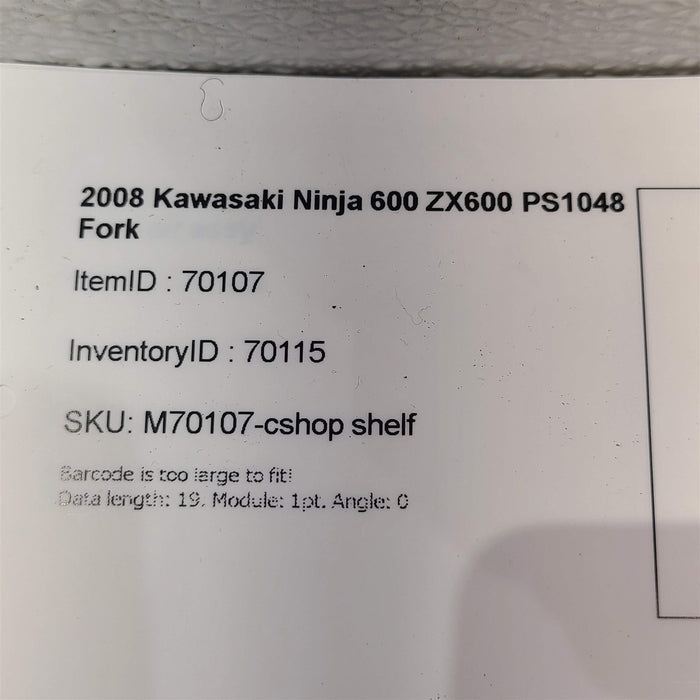 2008 Kawasaki Ninja 600 ZX600 PS1048
Fork
ItemID : 70107
InventoryID : 70115
SKU: M70107-cshop shelf
Barcode is too large to fit!
Data length: 19. Module: 1pt. Angle: 0